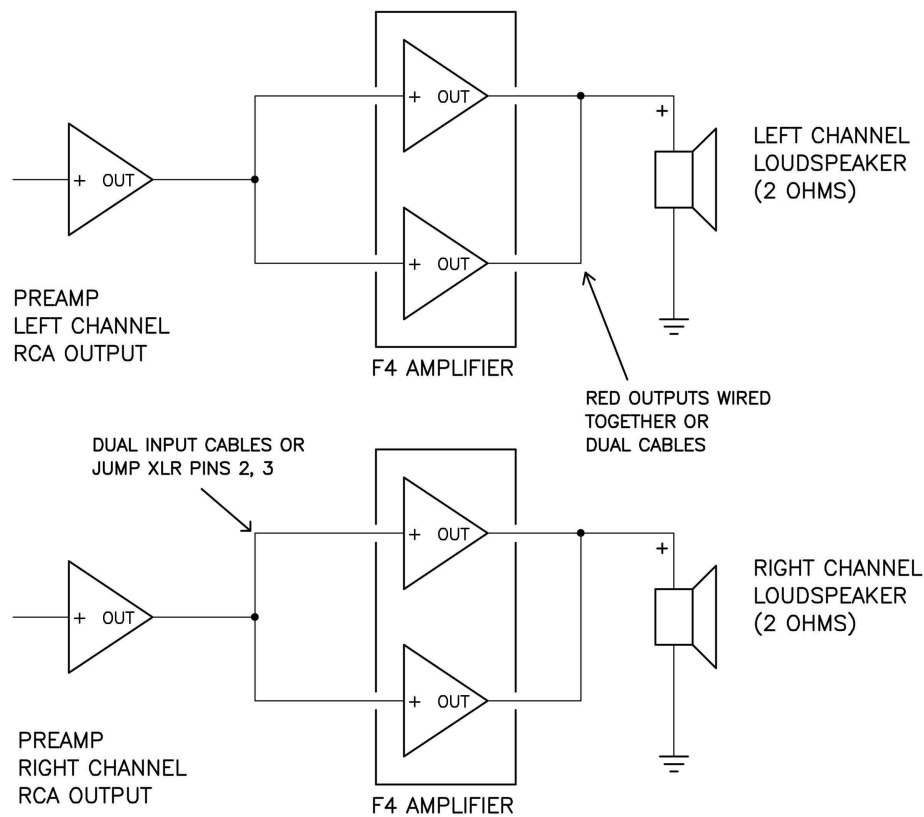 + OUT
+ OUT
+ OUT
+
LEFT CHANNEL
LOUDSPEAKER
(2 OHMS)
PREAMP
LEFT CHANNEL
RCA OUTPUT
F4 AMPLIFIER
RED OUTPUTS WIRED
TOGETHER OR
DUAL CABLES
DUAL INPUT CABLES OR
JUMP XLR PINS 2, 3
+ OUT
+ OUT
+ OUT
+
RIGHT CHANNEL
LOUDSPEAKER
(2 OHMS)
PREAMP
RIGHT CHANNEL
RCA OUTPUT
F4 AMPLIFIER